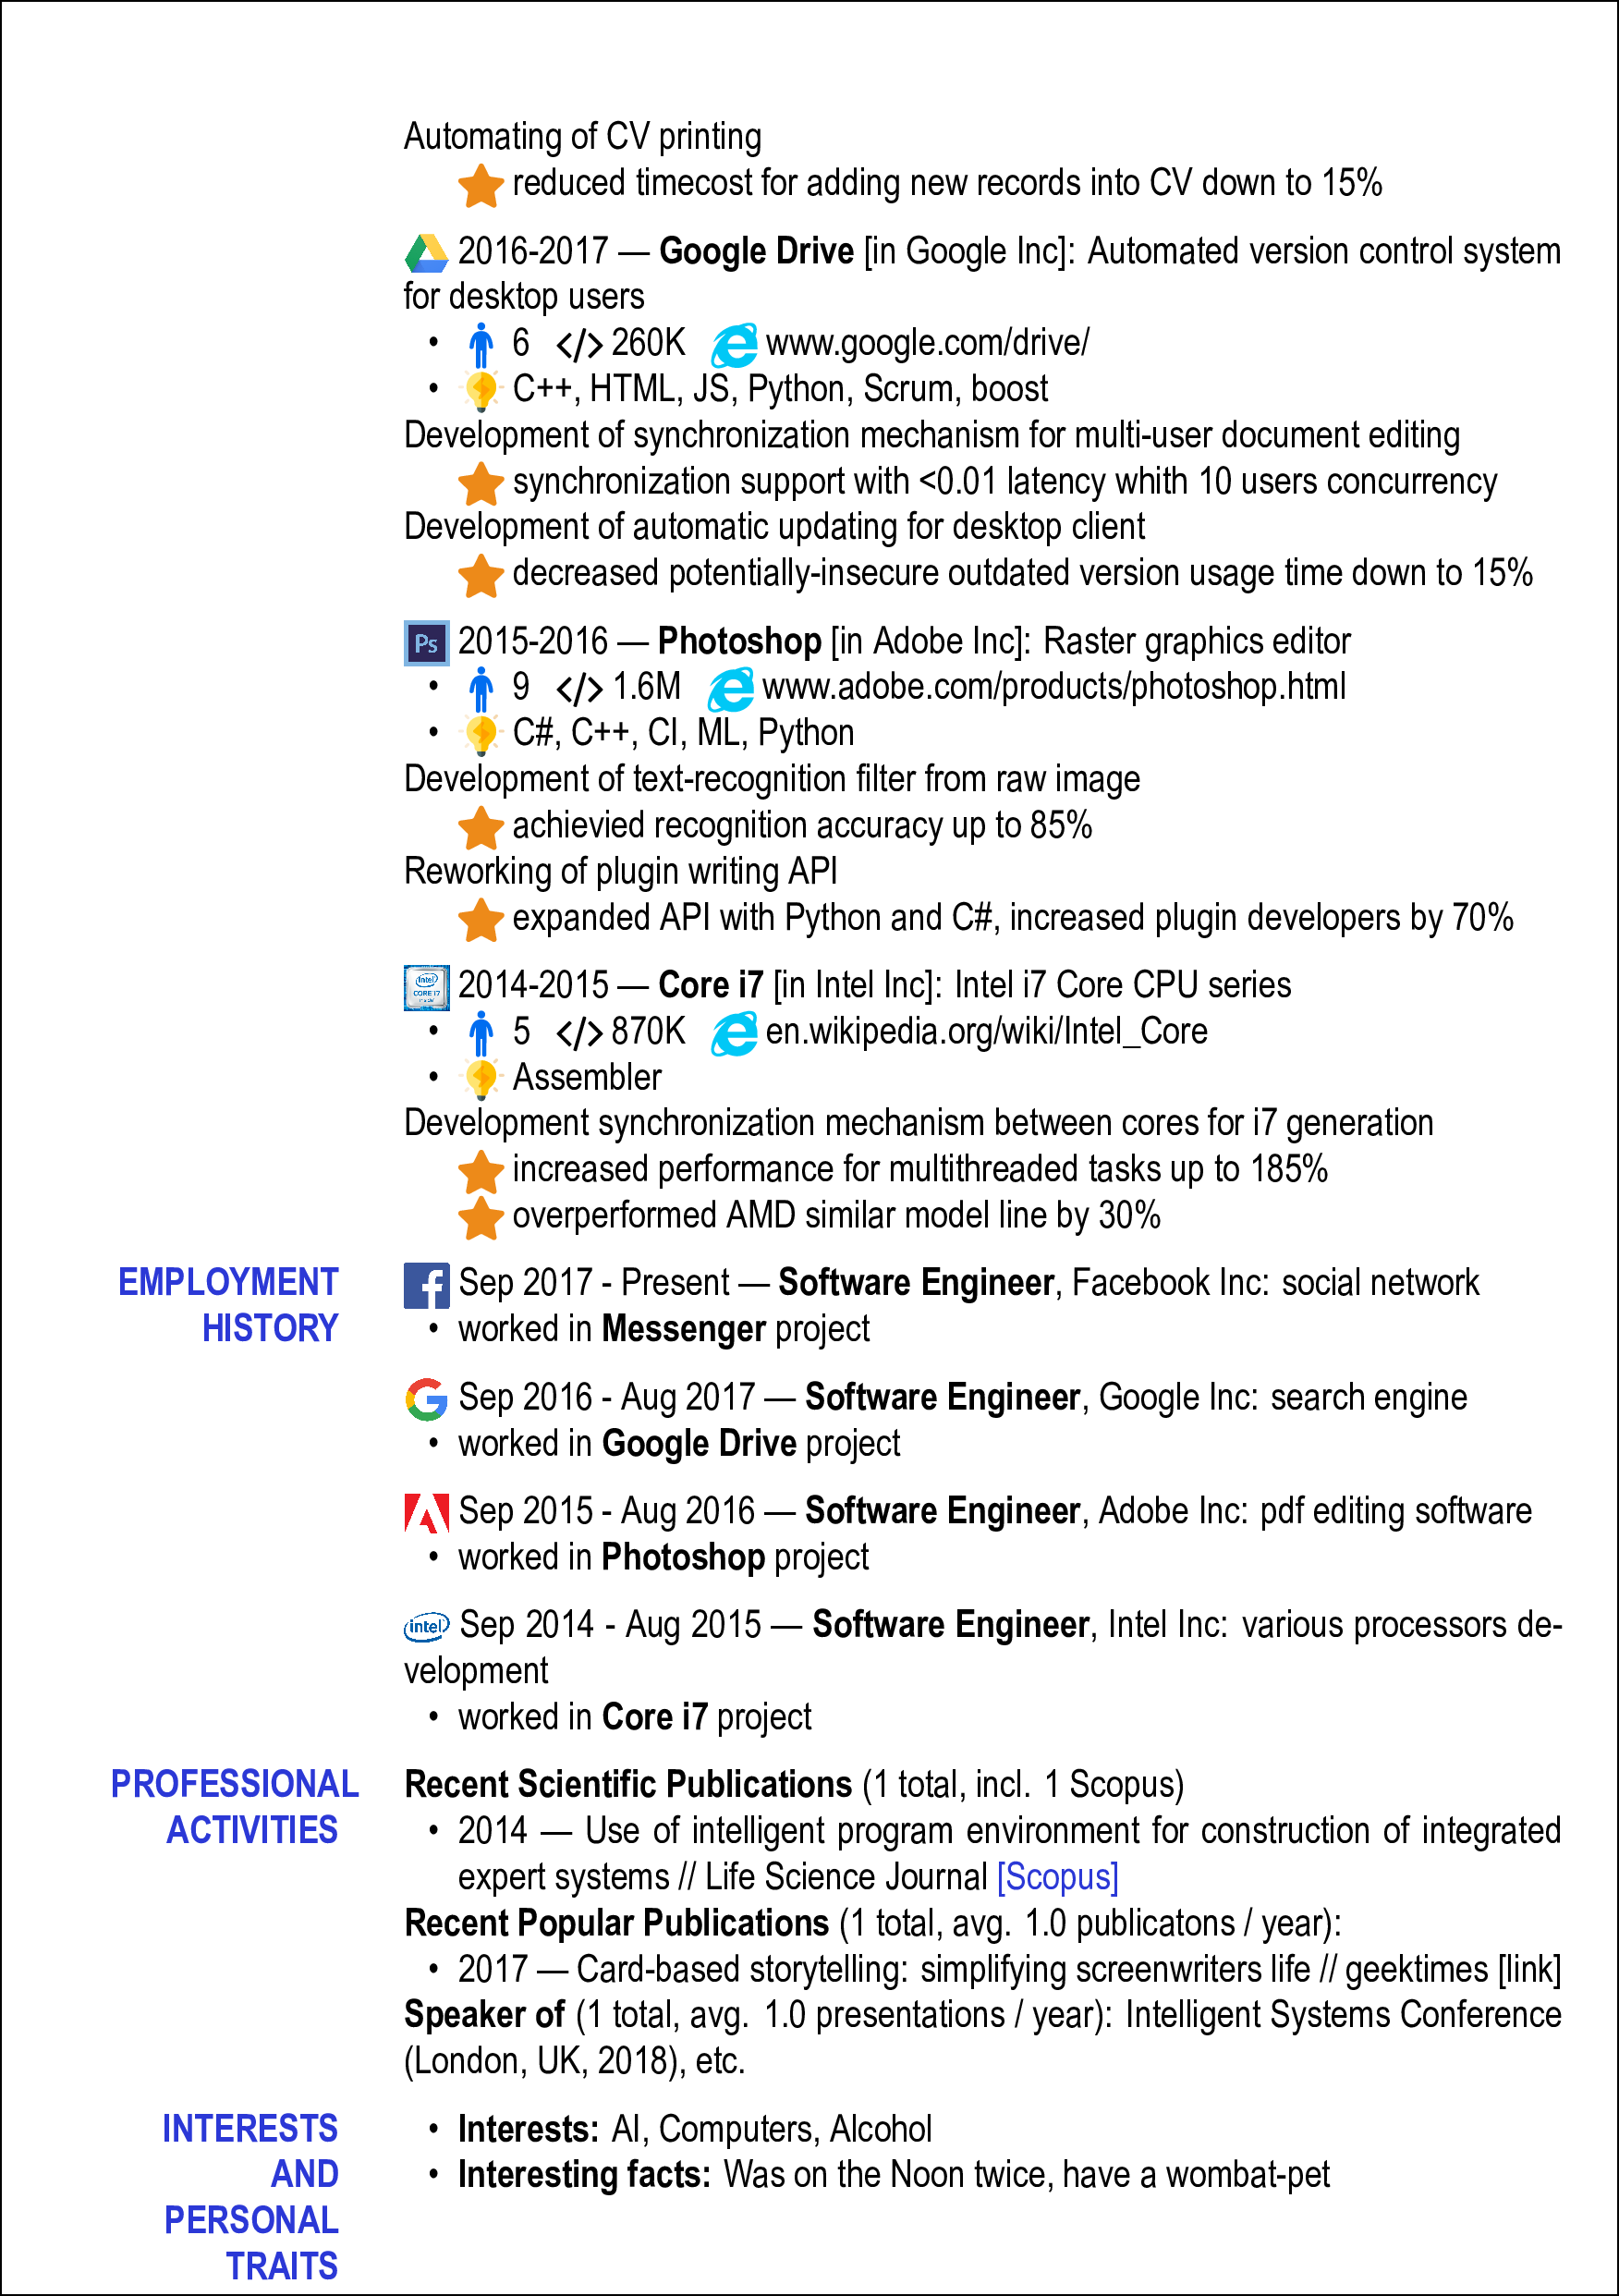 Automating of CV printing
reduced timecost for adding new records into CV down to 15%
2016-2017 — Google Drive [in Google Inc]: Automated version control system
for desktop users
• 6 </> 260K www.google.com/drive/
• C++, HTML, JS, Python, Scrum, boost
Development of synchronization mechanism for multi-user document editing
synchronization support with <0.01 latency whith 10 users concurrency
Development of automatic updating for desktop client
decreased potentially-insecure outdated version usage time down to 15%
Ps 2015-2016 — Photoshop [in Adobe Inc]: Raster graphics editor
• 9 </> 1.6M www.adobe.com/products/photoshop.html
• C#, C++, CI, ML, Python
Development of text-recognition filter from raw image
achievied recognition accuracy up to 85%
Reworking of plugin writing API
expanded API with Python and C#, increased plugin developers by 70%
intel CORE i7 inside 2014-2015 — Core i7 [in Intel Inc]: Intel i7 Core CPU series
• 5 </> 870K en.wikipedia.org/wiki/Intel_Core
• Assembler
Development synchronization mechanism between cores for i7 generation
increased performance for multithreaded tasks up to 185%
overperformed AMD similar model line by 30%
EMPLOYMENT
HISTORY
Sep 2017 - Present — Software Engineer, Facebook Inc: social network
• worked in Messenger project
Sep 2016 - Aug 2017 — Software Engineer, Google Inc: search engine
• worked in Google Drive project
Sep 2015 - Aug 2016 — Software Engineer, Adobe Inc: pdf editing software
• worked in Photoshop project
intel Sep 2014 - Aug 2015 — Software Engineer, Intel Inc: various processors de-
velopment
• worked in Core i7 project
PROFESSIONAL
ACTIVITIES
Recent Scientific Publications (1 total, incl. 1 Scopus)
• 2014 — Use of intelligent program environment for construction of integrated
expert systems // Life Science Journal [Scopus]
Recent Popular Publications (1 total, avg. 1.0 publicatons / year):
• 2017 — Card-based storytelling: simplifying screenwriters life // geektimes [link]
Speaker of (1 total, avg. 1.0 presentations / year): Intelligent Systems Conference
(London, UK, 2018), etc.
INTERESTS
AND
PERSONAL
TRAITS
• Interests: AI, Computers, Alcohol
• Interesting facts: Was on the Noon twice, have a wombat-pet